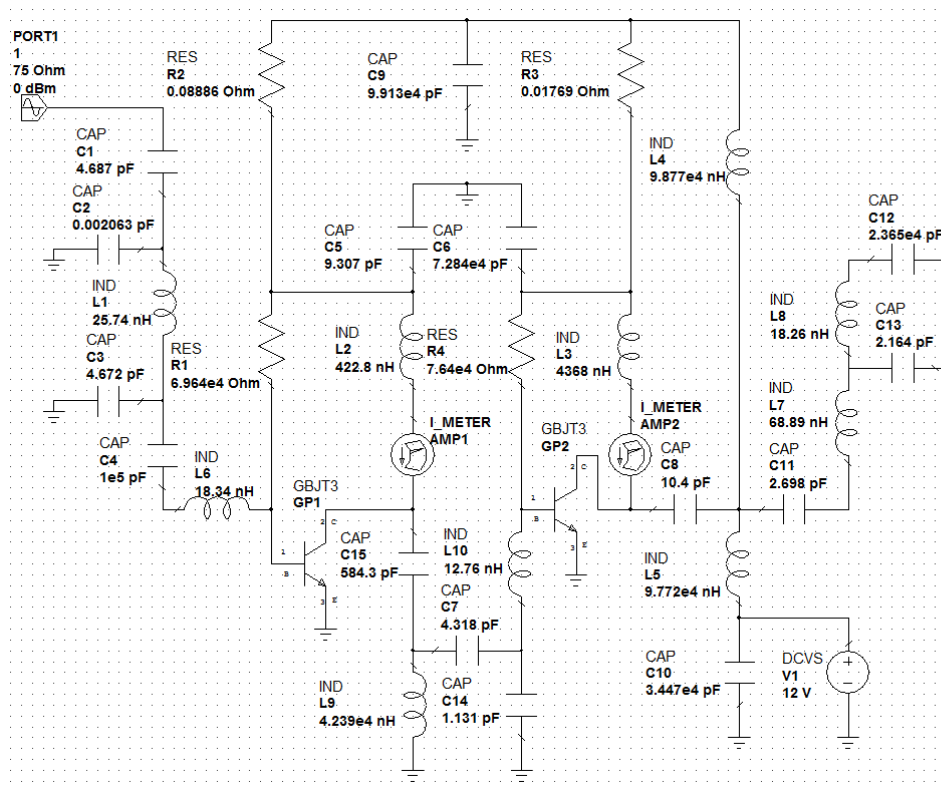 PORT1
1
75 Ohm
0 dBm
RES
R2
0.08886 Ohm
CAP
C9
9.913e4 pF
RES
R3
0.01769 Ohm
CAP
C1
4.687 pF
IND
L4
9.877e4 nH
CAP
C2
0.002063 pF
CAP
C5
9.307 pF
CAP
C6
7.284e4 pF
CAP
C12
2.365e4 pF
IND
L1
25.74 nH
IND
L8
18.26 nH
CAP
C13
2.164 pF
CAP
C3
4.672 pF
RES
R1
6.964e4 Ohm
IND
L2
422.8 nH
RES
R4
7.64e4 Ohm
IND
L3
4368 nH
IND
L7
68.89 nH
I_METER
AMP1
I_METER
AMP2
CAP
C4
1e5 pF
IND
L6
18.34 nH
GBJT3
GP1
GBJT3
GP2
CAP
C8
10.4 pF
CAP
C11
2.698 pF
2 C
1
B
3 E
2 C
1
B
3 E
CAP
C15
584.3 pF
IND
L10
12.76 nH
IND
L5
9.772e4 nH
CAP
C7
4.318 pF
IND
L9
4.239e4 nH
CAP
C14
1.131 pF
CAP
C10
3.447e4 pF
DCVS
V1
12 V
+
−